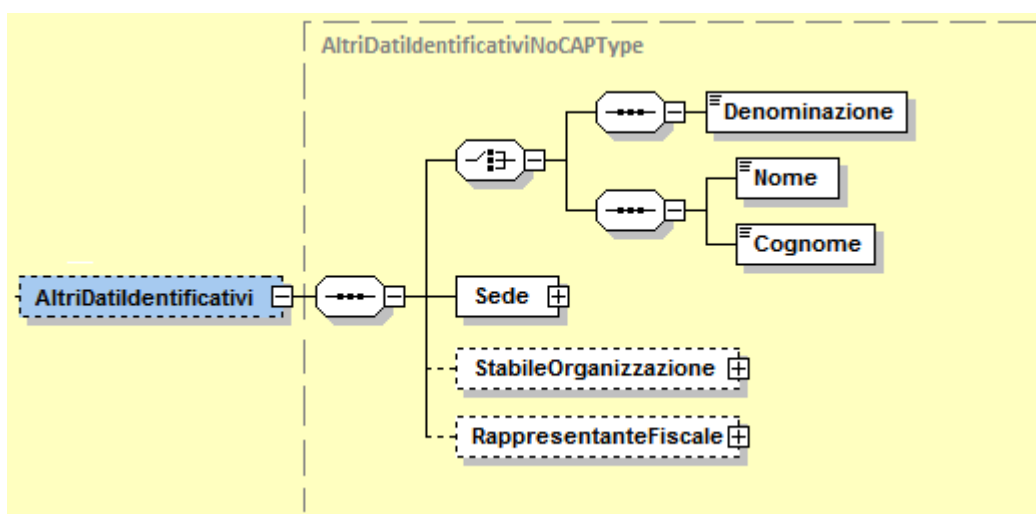 AltriDatiIdentificativiNoCAPType
Denominazione
Nome
Cognome
AltriDatiIdentificativi
Sede
StabileOrganizzazione
RappresentanteFiscale